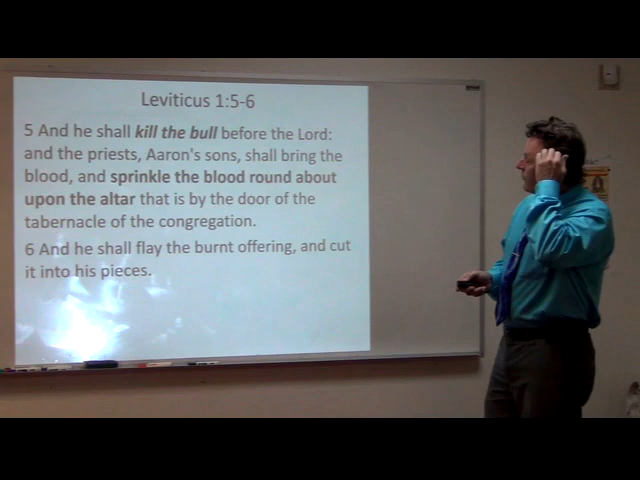 Leviticus 1:5-6
5 And he shall kill the bull before the Lord:
and the priests, Aaron's sons, shall bring the
blood, and sprinkle the blood round about
upon the altar that is by the door of the
tabernacle of the congregation.
6 And he shall flay the burnt offering, and cut
it into his pieces.